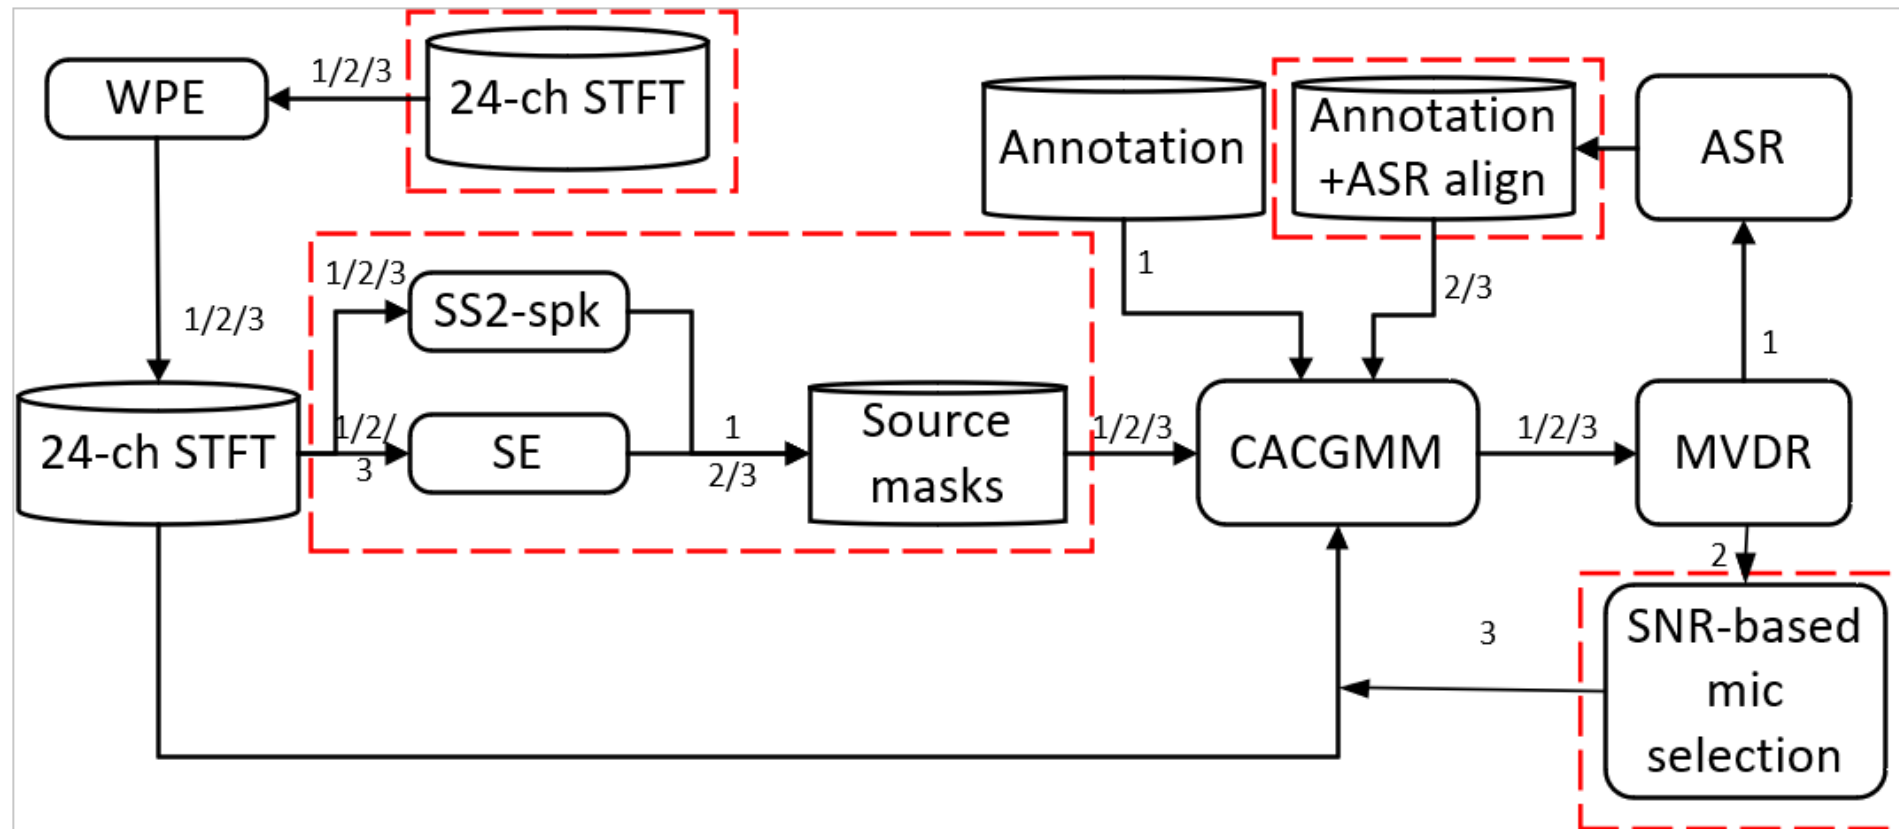 1/2/3
24-ch STFT
WPE
Annotation
Annotation
+ASR align
ASR
1/2/3
1/2/3
SS2-spk
1
2/3
1
24-ch STFT
1/2/
3
SE
1
2/3
Source
masks
1/2/3
CACGMM
1/2/3
MVDR
2
3
SNR-based
mic
selection